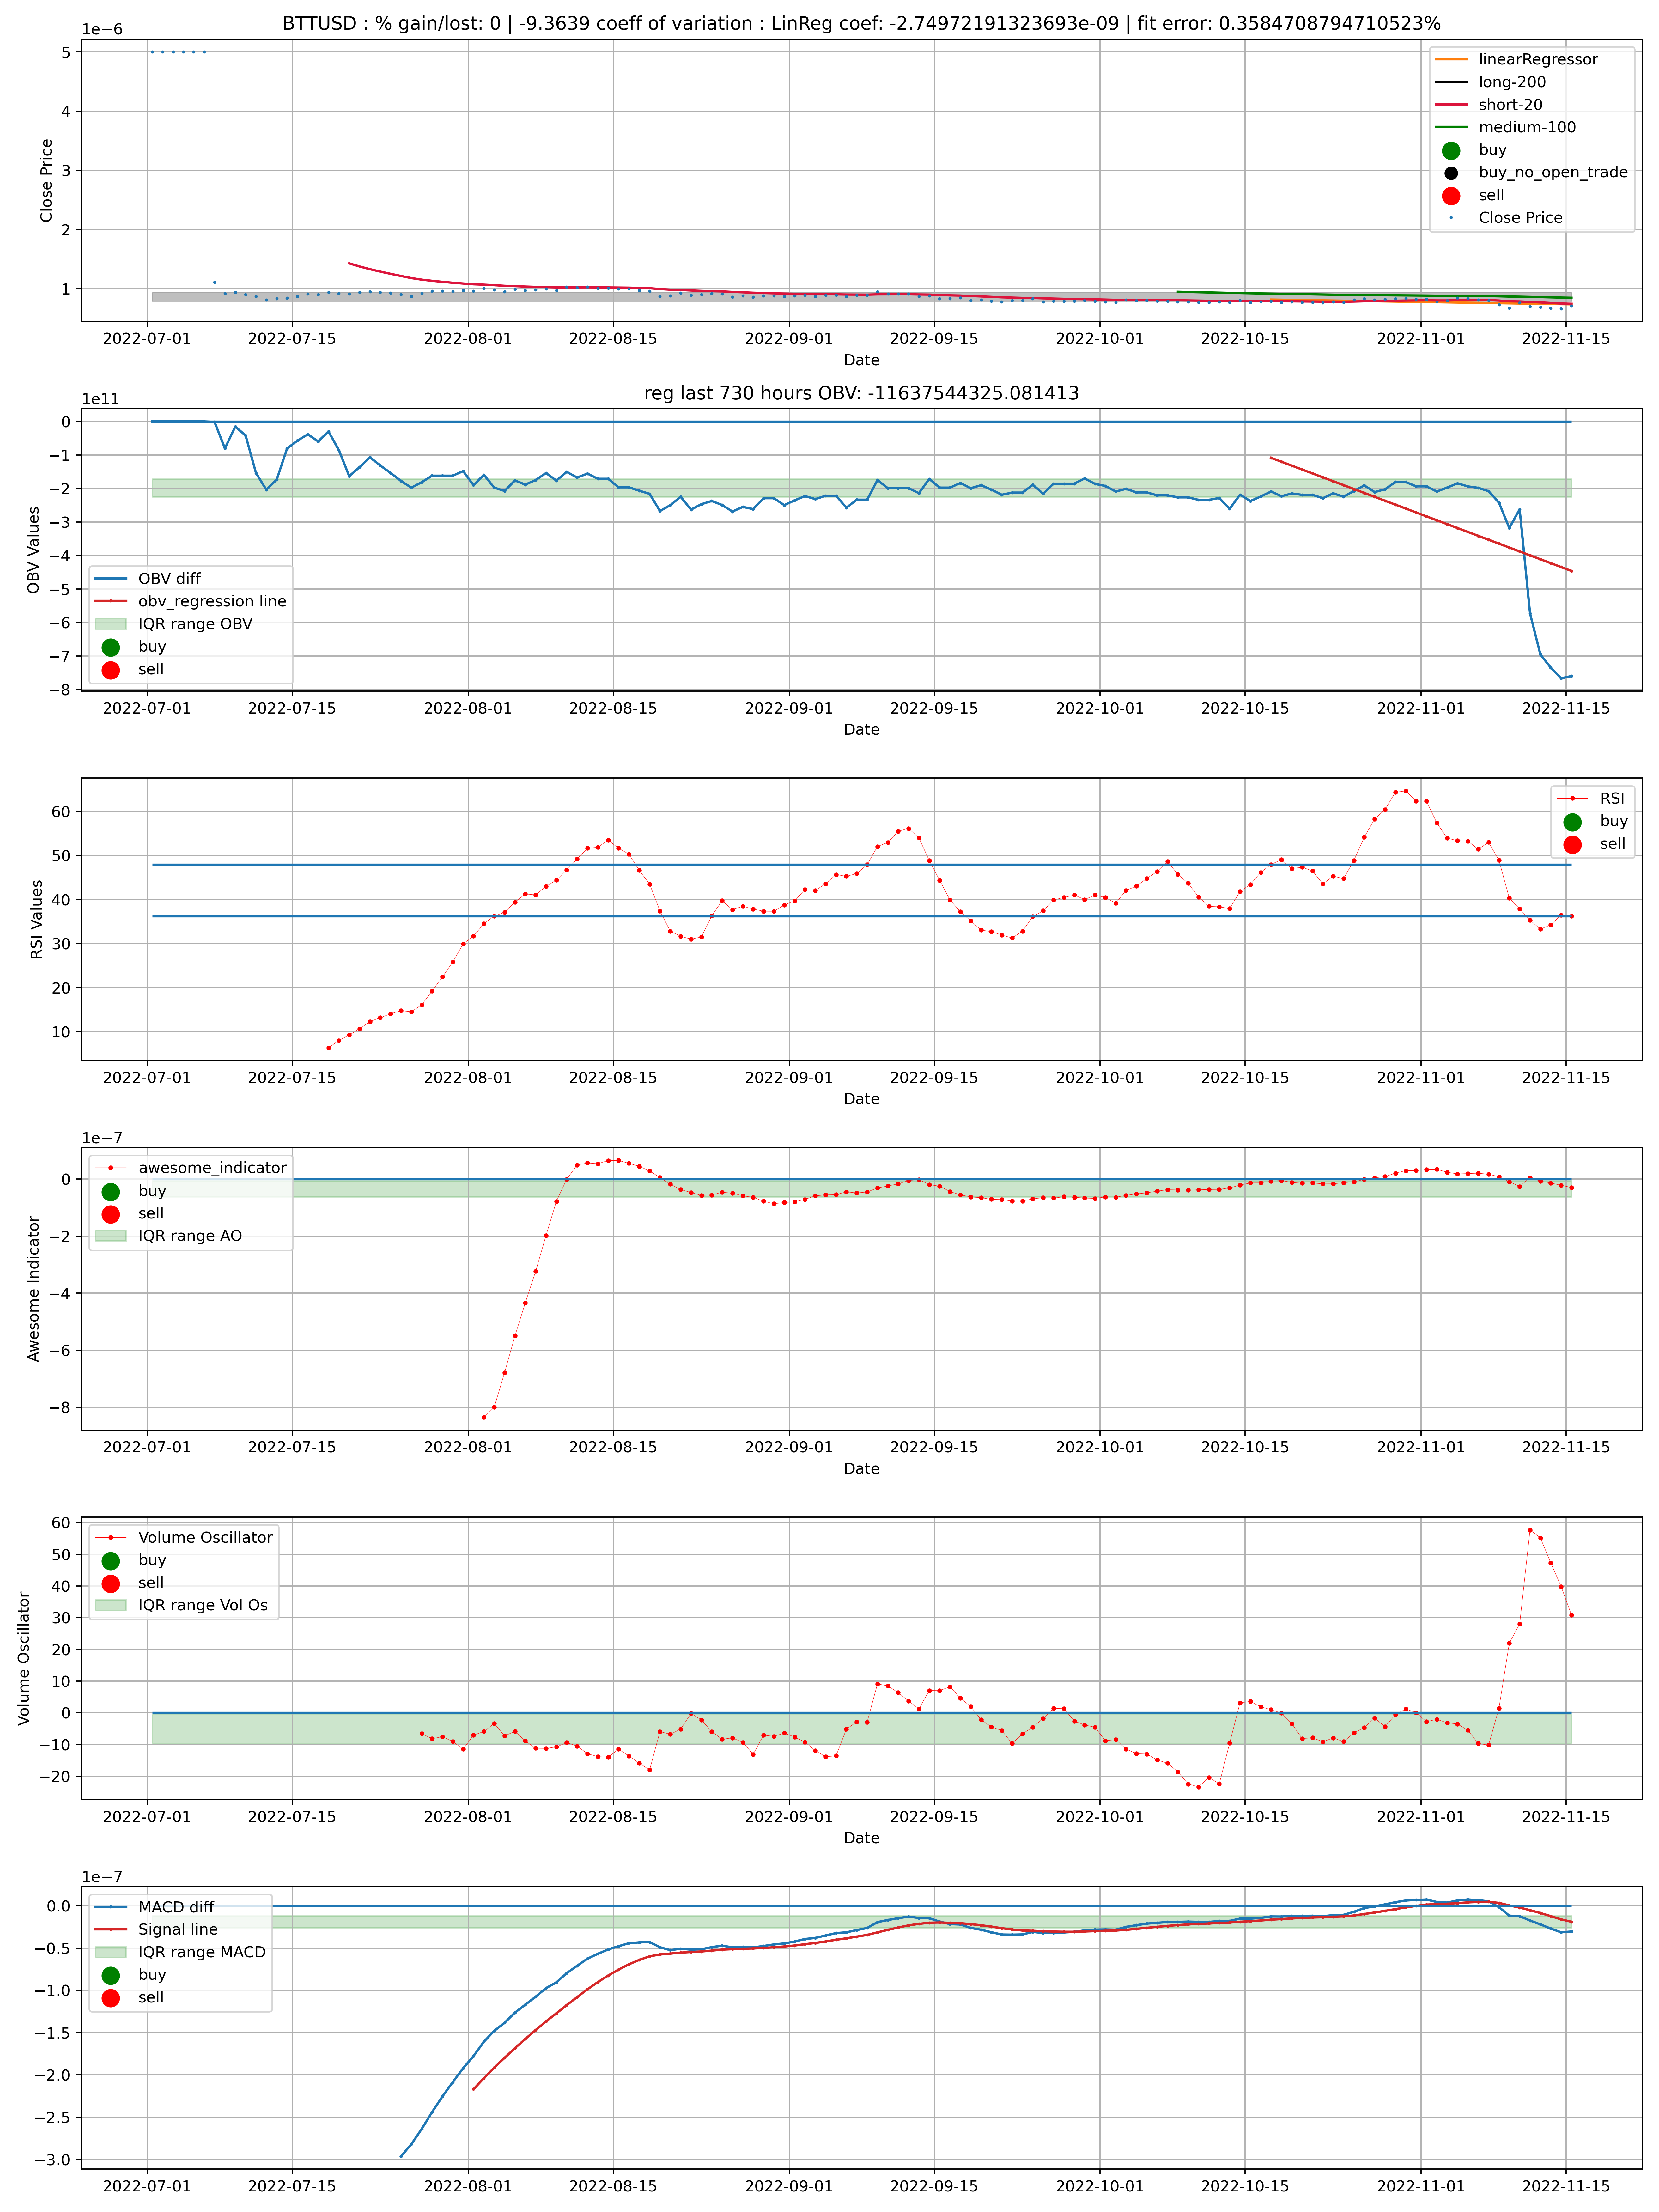 BTTUSD : % gain/lost: 0 | -9.3639 coeff of variation : LinReg coef: -2.74972191323693e-09 | fit error: 0.3584708794710523%
1e−6
5
4
3
2
1
Close Price
linearRegressor
long-200
short-20
medium-100
buy
buy_no_open_trade
sell
Close Price
2022-07-01 2022-07-15 2022-08-01 2022-08-15 2022-09-01 2022-09-15 2022-10-01 2022-10-15 2022-11-01 2022-11-15
Date
reg last 730 hours OBV: -11637544325.081413
1e11
0
−1
−2
−3
−4
−5
−6
−7
−8
OBV Values
OBV diff
obv_regression line
IQR range OBV
buy
sell
2022-07-01 2022-07-15 2022-08-01 2022-08-15 2022-09-01 2022-09-15 2022-10-01 2022-10-15 2022-11-01 2022-11-15
Date
60
50
40
30
20
10
RSI Values
RSI
buy
sell
2022-07-01 2022-07-15 2022-08-01 2022-08-15 2022-09-01 2022-09-15 2022-10-01 2022-10-15 2022-11-01 2022-11-15
Date
1e−7
0
−2
−4
−6
−8
Awesome Indicator
awesome_indicator
buy
sell
IQR range AO
2022-07-01 2022-07-15 2022-08-01 2022-08-15 2022-09-01 2022-09-15 2022-10-01 2022-10-15 2022-11-01 2022-11-15
Date
60
50
40
30
20
10
0
−10
−20
Volume Oscillator
Volume Oscillator
buy
sell
IQR range Vol Os
2022-07-01 2022-07-15 2022-08-01 2022-08-15 2022-09-01 2022-09-15 2022-10-01 2022-10-15 2022-11-01 2022-11-15
Date
1e−7
0.0
−0.5
−1.0
−1.5
−2.0
−2.5
−3.0
MACD diff
Signal line
IQR range MACD
buy
sell
2022-07-01 2022-07-15 2022-08-01 2022-08-15 2022-09-01 2022-09-15 2022-10-01 2022-10-15 2022-11-01 2022-11-15